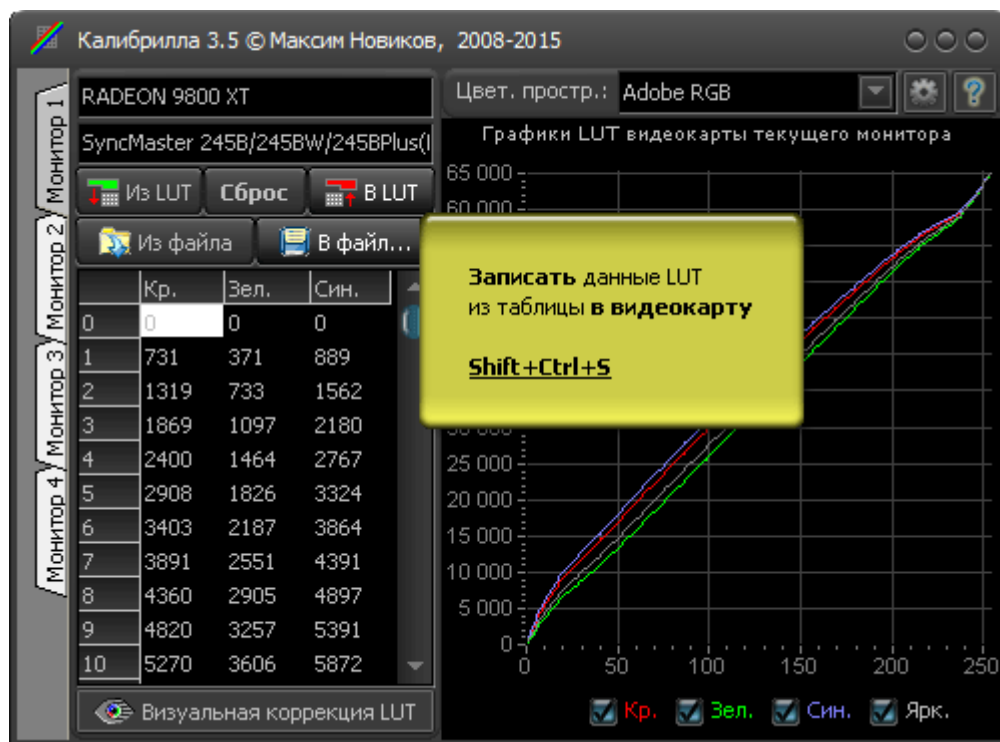 Калибрилла 3.5 © Максим Новиков, 2008-2015
Монитор 1
Монитор 2
Монитор 3
Монитор 4
RADEON 9800 XT
SyncMaster 245B/245BW/245BPlus(
Из LUT
Сброс
В LUT
Из файла
В файл...
Кр. Зел. Син.
0 0 0 0
1 731 371 889
2 1319 733 1562
3 1869 1097 2180
4 2400 1464 2767
5 2908 1826 3324
6 3403 2187 3864
7 3891 2551 4391
8 4360 2905 4897
9 4820 3257 5391
10 5270 3606 5872
Визуальная коррекция LUT
Цвет. простр.: Adobe RGB
?
Графики LUT видеокарты текущего монитора
65 000
60 000
Записать данные LUT
из таблицы в видеокарту
Shift+Ctrl+S
30 000
25 000
20 000
15 000
10 000
5 000
0
0 50 100 150 200 250
Кр. Зел. Син. Ярк.